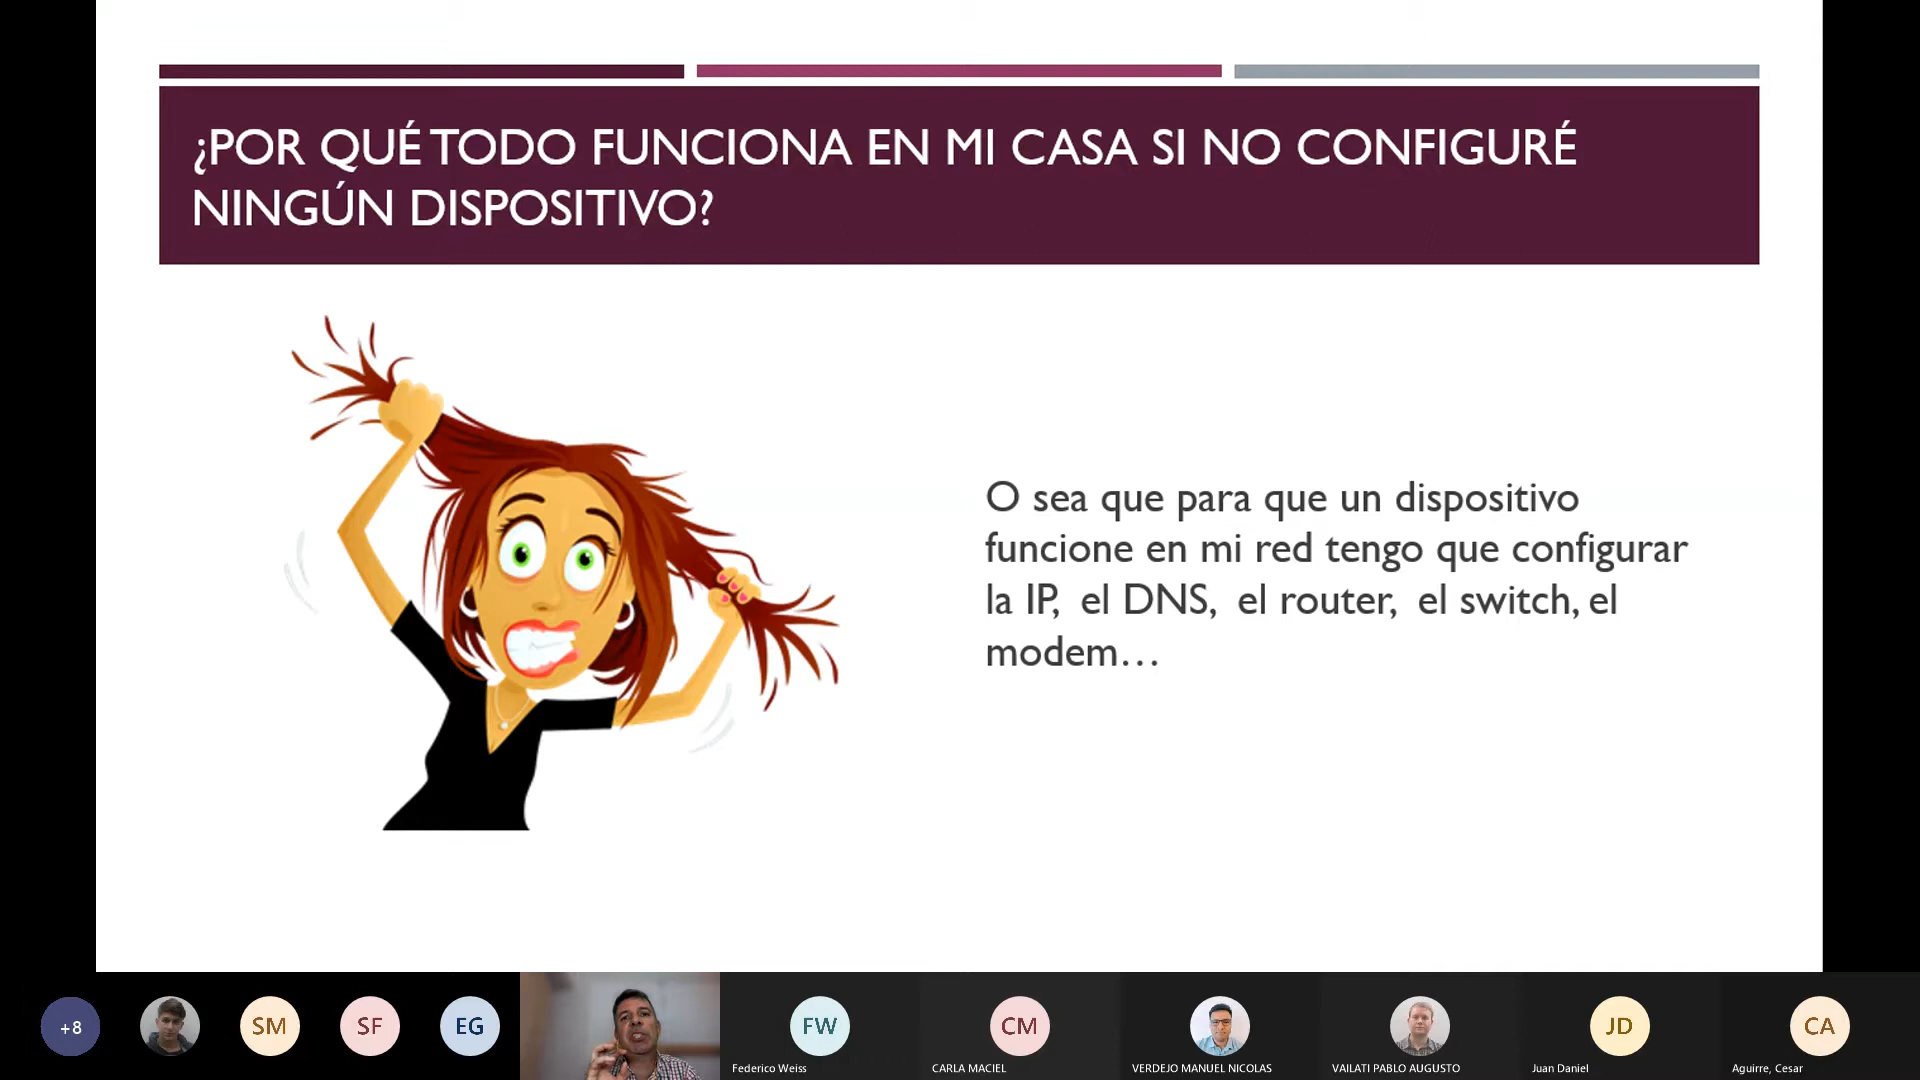 ¿POR QUÉ TODO FUNCIONA EN MI CASA SI NO CONFIGURÉ
NINGÚN DISPOSITIVO?
O sea que para que un dispositivo
funcione en mi red tengo que configurar
la IP, el DNS, el router, el switch, el
modem…
+8
SM
SF
EG
FW
CM
JD
CA
Federico Weiss
CARLA MACIEL
VERDEJO MANUEL NICOLAS
VAILATI PABLO AUGUSTO
Juan Daniel
Aguirre, Cesar